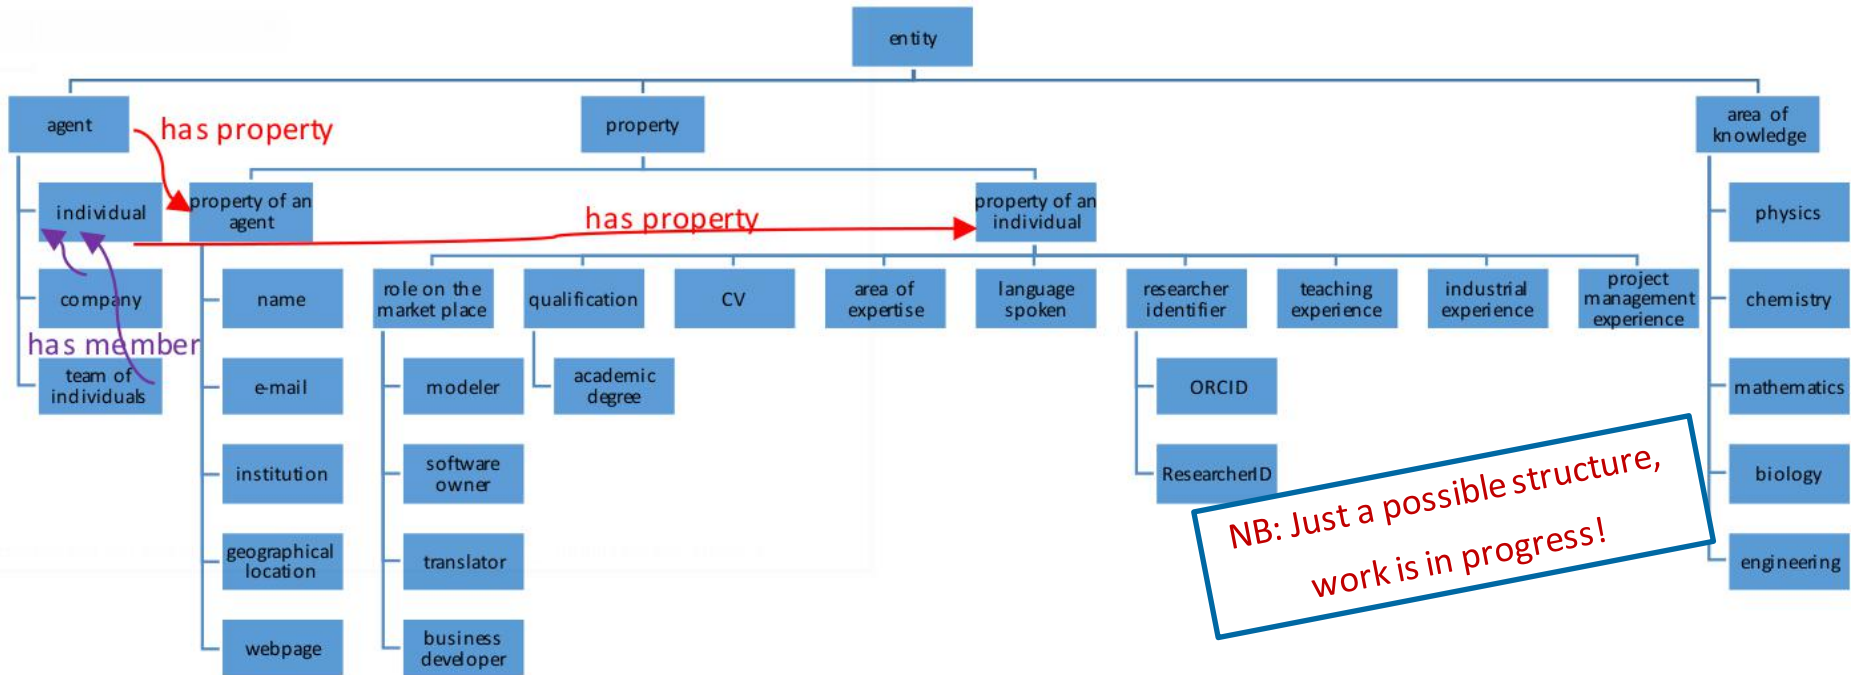 entity
agent
has property
property
area of
knowledge
individual
property of an
agent
has property
property of an
individual
physics
company
name
role on the
market place
qualification
CV
area of
expertise
language
spoken
researcher
identifier
teaching
experience
industrial
experience
project
management
experience
chemistry
has member
team of
individuals
e-mail
modeler
academic
degree
ORCID
mathematics
institution
software
owner
ResearcherID
biology
NB: Just a possible structure,
work is in progress!
geographical
location
translator
engineering
webpage
business
developer